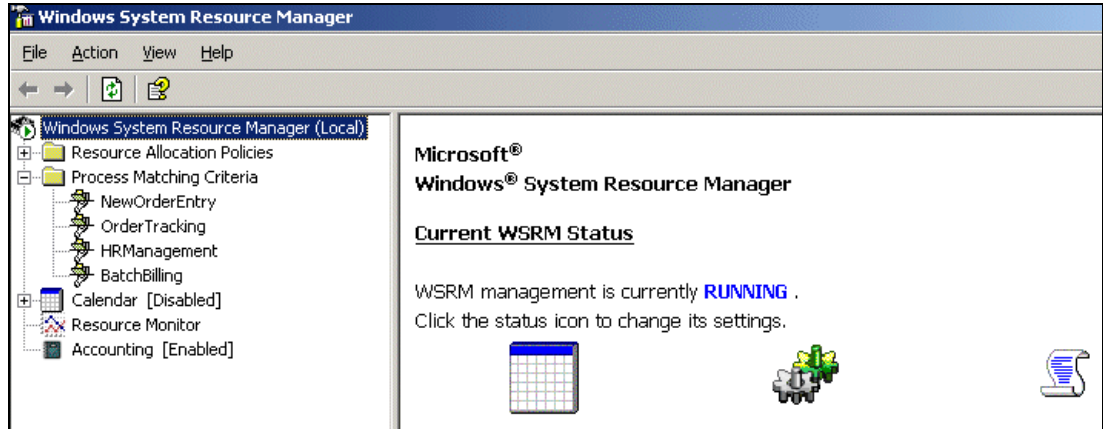 Windows System Resource Manager
File Action View Help
Windows System Resource Manager (Local)
Resource Allocation Policies
Process Matching Criteria
NewOrderEntry
OrderTracking
HRManagement
BatchBilling
Calendar [Disabled]
Resource Monitor
Accounting [Enabled]
Microsoft®
Windows® System Resource Manager
Current WSRM Status
WSRM management is currently RUNNING .
Click the status icon to change its settings.